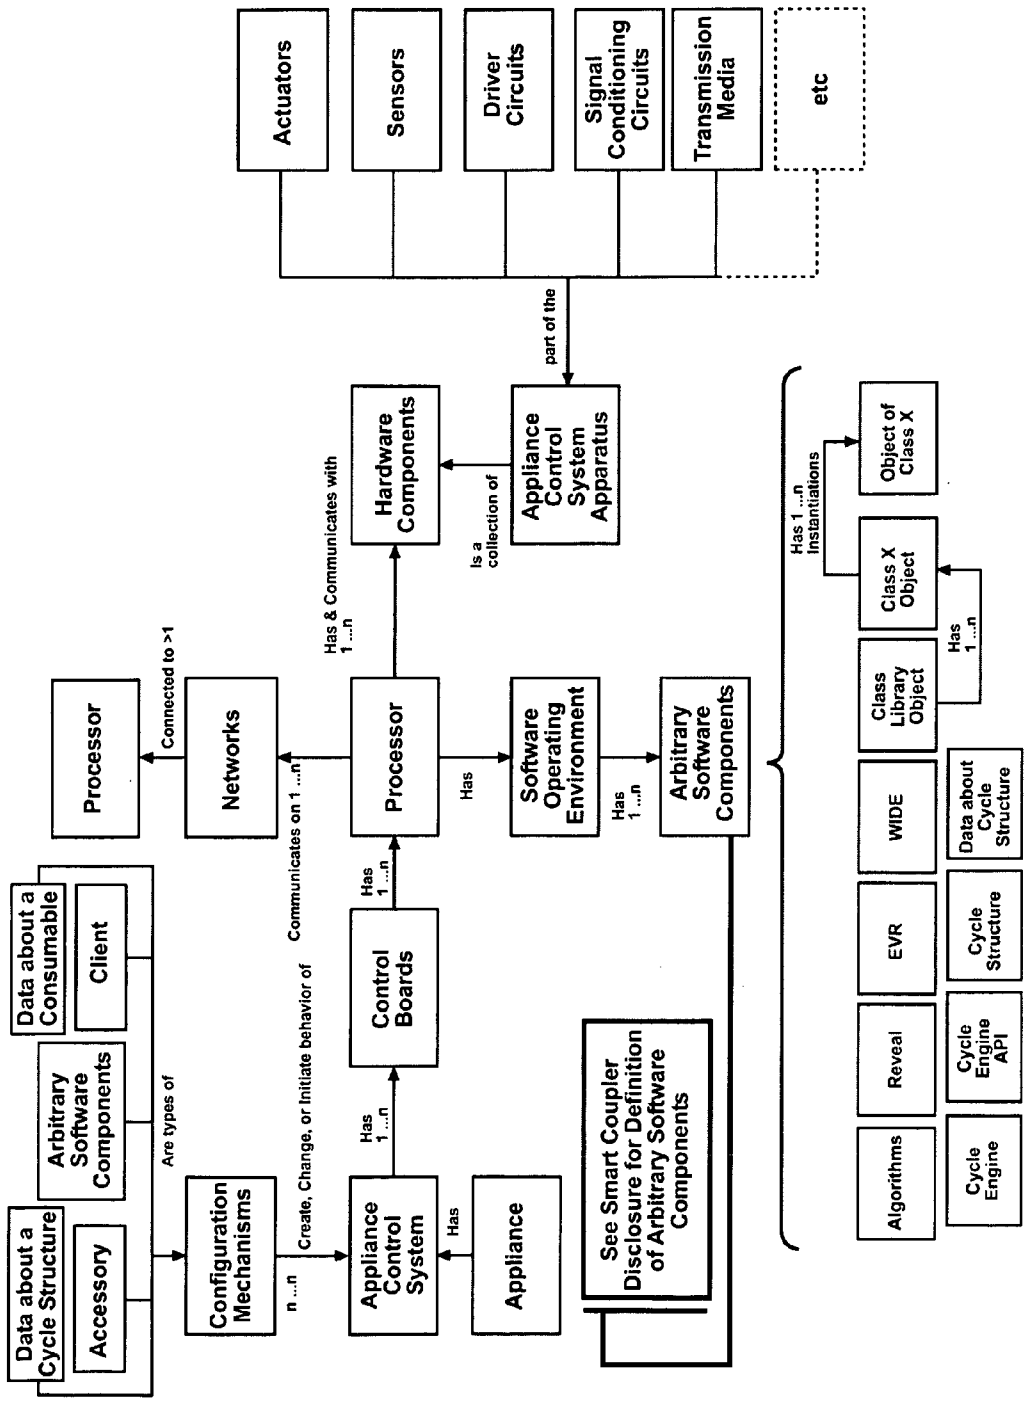 Data about a
Cycle Structure
Accessory
Arbitrary
Software
Components
Data about a
Consumable
Client
Are types of
Processor
Connected to >1
Configuration
Mechanisms
Networks
n ...n
Create, Change, or Initiate behavior of
Communicates on 1 ...n
Appliance
Control
System
Has
1 ...n
Control
Boards
Has
1 ...n
Processor
Has & Communicates with
1 ...n
Hardware
Components
Has
Appliance
Has
Is a
collection of
Software
Operating
Environment
Appliance
Control
System
Apparatus
part of the
Actuators
Sensors
Driver
Circuits
Signal
Conditioning
Circuits
Transmission
Media
etc
Has
1 ...n
See Smart Coupler
Disclosure for Definition
of Arbitrary Software
Components
Arbitrary
Software
Components
Has 1 ...n
Instantiations
Algorithms
Reveal
EVR
WIDE
Class
Library
Object
Class X
Object
Object of
Class X
Has
1 ...n
Cycle
Engine
Cycle
Engine
API
Cycle
Structure
Data about
Cycle
Structure